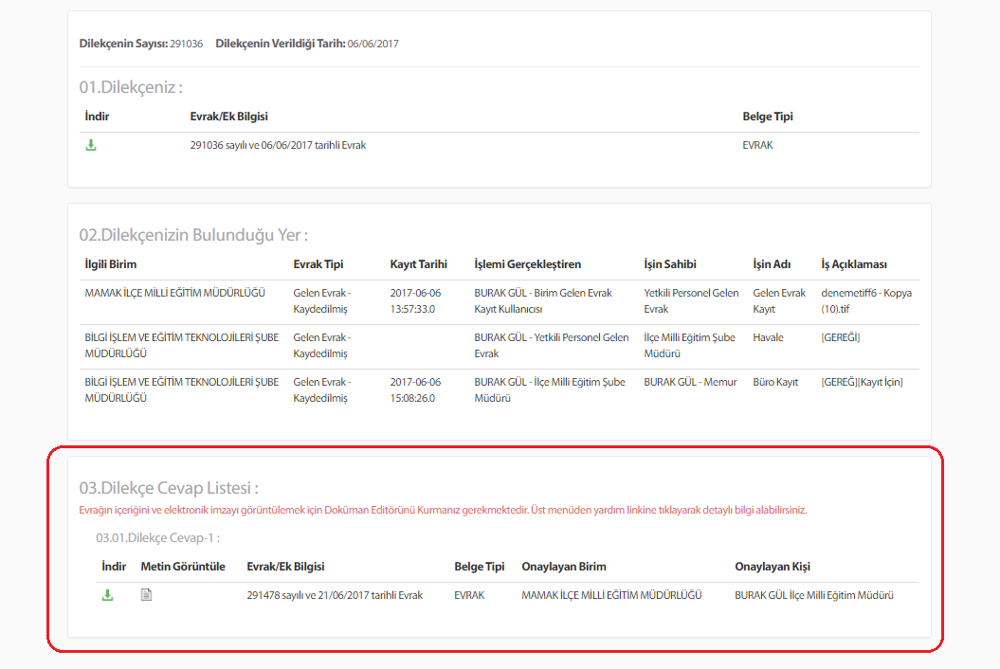 Dilekçenin Sayısı: 291036 Dilekçenin Verildiği Tarih: 06/06/2017
01.Dilekçeniz :
İndir Evrak/Ek Bilgisi Belge Tipi
291036 sayılı ve 06/06/2017 tarihli Evrak EVRAK
02.Dilekçenizin Bulunduğu Yer :
İlgili Birim Evrak Tipi Kayıt Tarihi İşlemi Gerçekleştiren İşin Sahibi İşin Adı İş Açıklaması
MAMAK İLÇE MİLLİ EĞİTİM MÜDÜRLÜĞÜ Gelen Evrak - 2017-06-06 BURAK GÜL - Birim Gelen Evrak Yetkili Personel Gelen Gelen Evrak denemetiff6 - Kopya
Kaydedilmiş 13:57:33.0 Kayıt Kullanıcısı Evrak Kayıt (10).tif
BİLGİ İŞLEM VE EĞİTİM TEKNOLOJİLERİ ŞUBE Gelen Evrak - BURAK GÜL - Yetkili Personel Gelen İlçe Milli Eğitim Şube Havale [GEREĞİ]
MÜDÜRLÜĞÜ Kaydedilmiş Evrak Müdürü
BİLGİ İŞLEM VE EĞİTİM TEKNOLOJİLERİ ŞUBE Gelen Evrak - 2017-06-06 BURAK GÜL - İlçe Milli Eğitim Şube BURAK GÜL - Memur Büro Kayıt [GEREĞİ][Kayıt İçin]
MÜDÜRLÜĞÜ Kaydedilmiş 15:08:26.0 Müdürü
03.Dilekçe Cevap Listesi :
Evrağın içeriğini ve elektronik imzayı görüntülemek için Doküman Editörünü Kurmanız gerekmektedir. Üst menüden yardım linkine tıklayarak detaylı bilgi alabilirsiniz.
03.01.Dilekçe Cevap-1 :
İndir Metin Görüntüle Evrak/Ek Bilgisi Belge Tipi Onaylayan Birim Onaylayan Kişi
291478 sayılı ve 21/06/2017 tarihli Evrak EVRAK MAMAK İLÇE MİLLİ EĞİTİM MÜDÜRLÜĞÜ BURAK GÜL İlçe Milli Eğitim Müdürü